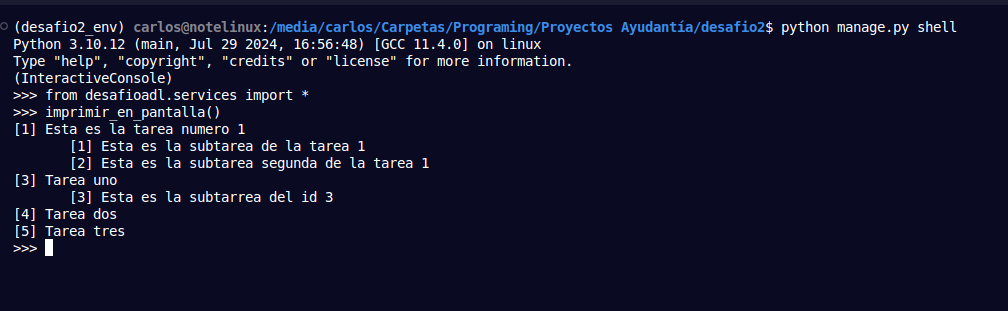 (desafio2_env) carlos@notelinux:/media/carlos/Carpetas/Programing/Proyectos Ayudantía/desafio2$ python manage.py shell
Python 3.10.12 (main, Jul 29 2024, 16:56:48) [GCC 11.4.0] on linux
Type "help", "copyright", "credits" or "license" for more information.
(InteractiveConsole)
>>> from desafioadl.services import *
>>> imprimir_en_pantalla()
[1] Esta es la tarea numero 1
       [1] Esta es la subtarea de la tarea 1
       [2] Esta es la subtarea segunda de la tarea 1
[3] Tarea uno
       [3] Esta es la subtarrea del id 3
[4] Tarea dos
[5] Tarea tres
>>>